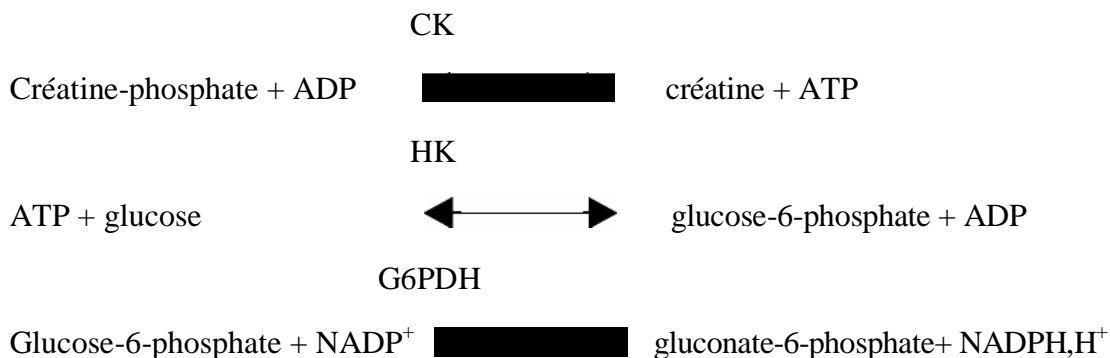 CK
Créatine-phosphate + ADP créatine + ATP
HK
ATP + glucose glucose-6-phosphate + ADP
G6PDH
Glucose-6-phosphate + NADP⁺ gluconate-6-phosphate+ NADPH,H⁺